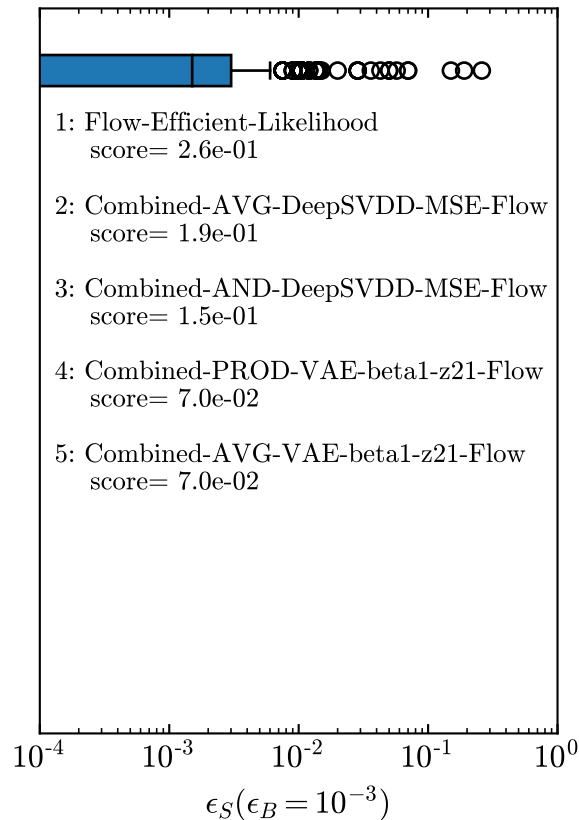 1: Flow-Efficient-Likelihood
score= 2.6e-01
2: Combined-AVG-DeepSVDD-MSE-Flow
score= 1.9e-01
3: Combined-AND-DeepSVDD-MSE-Flow
score= 1.5e-01
4: Combined-PROD-VAE-beta1-z21-Flow
score= 7.0e-02
5: Combined-AVG-VAE-beta1-z21-Flow
score= 7.0e-02
10⁻⁴ 10⁻³ 10⁻² 10⁻¹ 10⁰
ϵ_S(ϵ_B = 10⁻³)